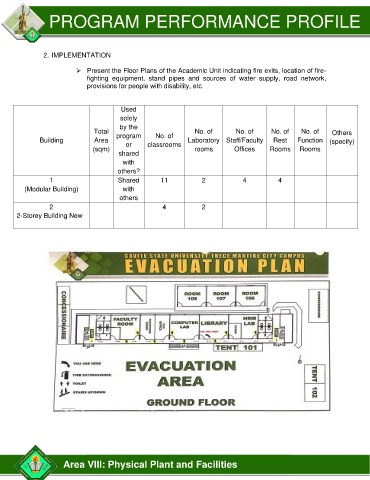 PROGRAM PERFORMANCE PROFILE
2. IMPLEMENTATION
➢ Present the Floor Plans of the Academic Unit indicating fire exits, location of fire-
fighting equipment, stand pipes and sources of water supply, road network,
provisions for people with disability, etc.
Building
Total Area (sqm)
Used solely by the program or shared with others?
No. of classrooms
No. of Laboratory rooms
No. of Staff/Faculty Offices
No. of Rest Rooms
No. of Function Rooms
Others (specify)
1 (Modular Building) Shared with others 11 2 4 4
2 2-Storey Building New 4 2
CAVITE STATE UNIVERSITY TRECE MARTIRES CITY CAMPUS
EVACUATION PLAN
CONCESSIONAIRE
ROOM 108
ROOM 107
ROOM 106
FACULTY ROOM
COMPUTER LAB
LIBRARY
HRM LAB
TENT 101
TENT 102
YOU ARE HERE
FIRE EXTINGUISHER
TOILET
STAIRS UP/DOWN
EVACUATION
AREA
GROUND FLOOR
Area VIII: Physical Plant and Facilities